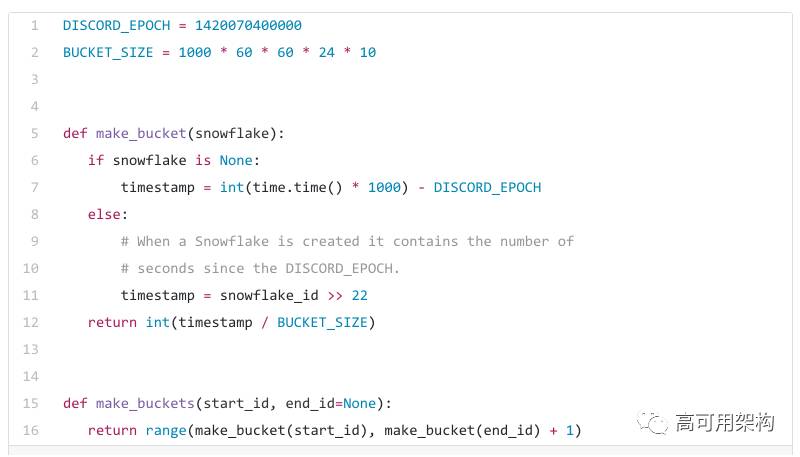 1 DISCORD_EPOCH = 1420070400000
2 BUCKET_SIZE = 1000 * 60 * 60 * 24 * 10
3
4
5 def make_bucket(snowflake):
6    if snowflake is None:
7        timestamp = int(time.time() * 1000) - DISCORD_EPOCH
8    else:
9        # When a Snowflake is created it contains the number of
10        # seconds since the DISCORD_EPOCH.
11        timestamp = snowflake_id >> 22
12    return int(timestamp / BUCKET_SIZE)
13
14
15 def make_buckets(start_id, end_id=None):
16    return range(make_bucket(start_id), make_bucket(end_id) + 1)
高可用架构